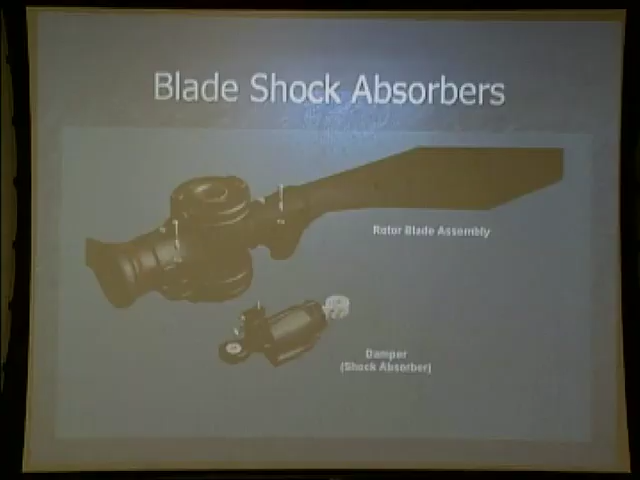 Blade Shock Absorbers
Rotor Blade Assembly
Damper
(Shock Absorber)